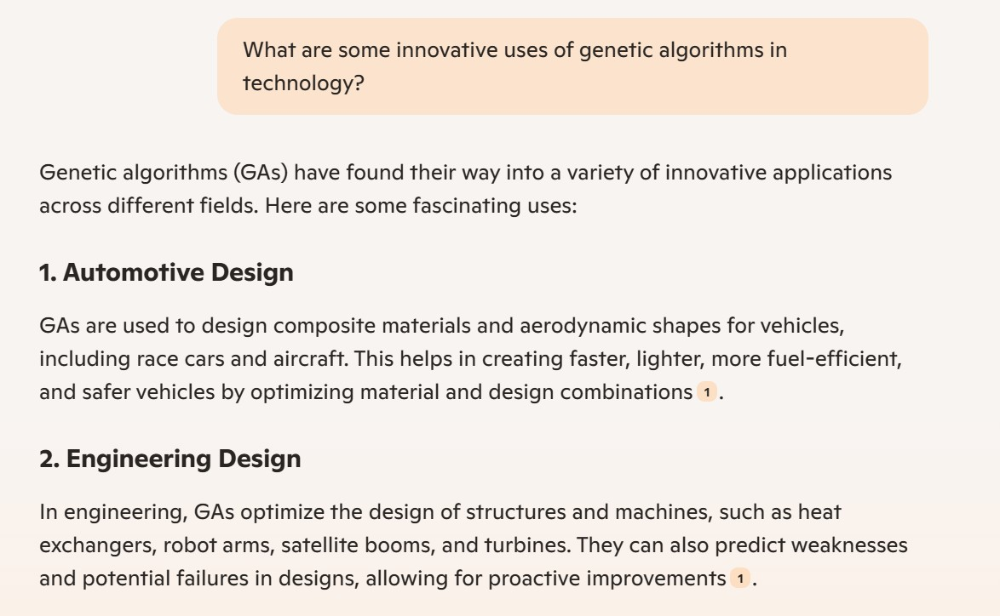 What are some innovative uses of genetic algorithms in
technology?
Genetic algorithms (GAs) have found their way into a variety of innovative applications
across different fields. Here are some fascinating uses:
1. Automotive Design
GAs are used to design composite materials and aerodynamic shapes for vehicles,
including race cars and aircraft. This helps in creating faster, lighter, more fuel-efficient,
and safer vehicles by optimizing material and design combinations 1 .
2. Engineering Design
In engineering, GAs optimize the design of structures and machines, such as heat
exchangers, robot arms, satellite booms, and turbines. They can also predict weaknesses
and potential failures in designs, allowing for proactive improvements 1 .